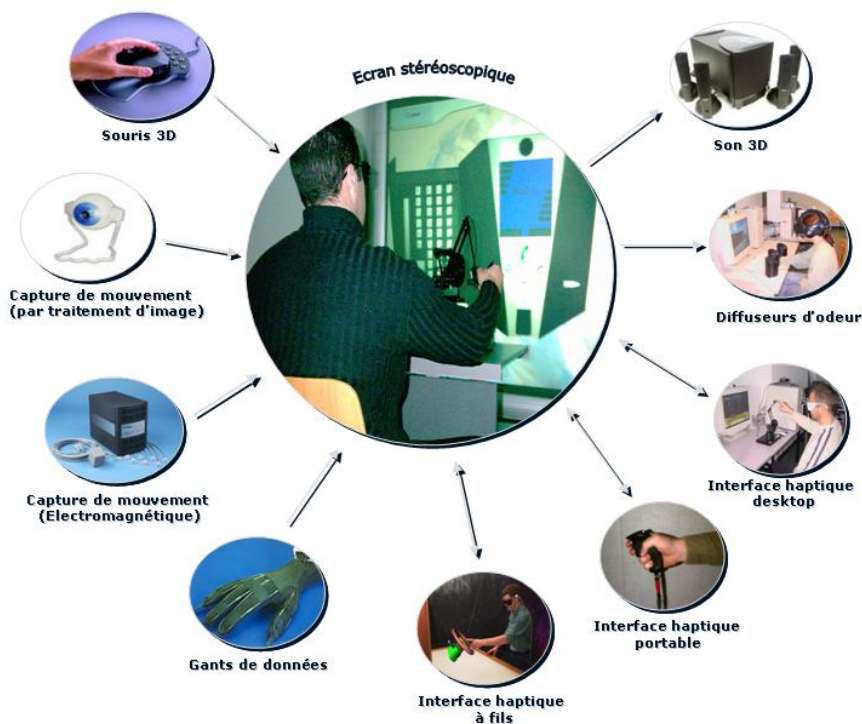 Ecran stéréoscopique
Souris 3D
Capture de mouvement
(par traitement d'image)
Capture de mouvement
(Electromagnétique)
Gants de données
Interface haptique
à fils
Interface haptique
portable
Interface haptique
desktop
Diffuseurs d'odeur
Son 3D